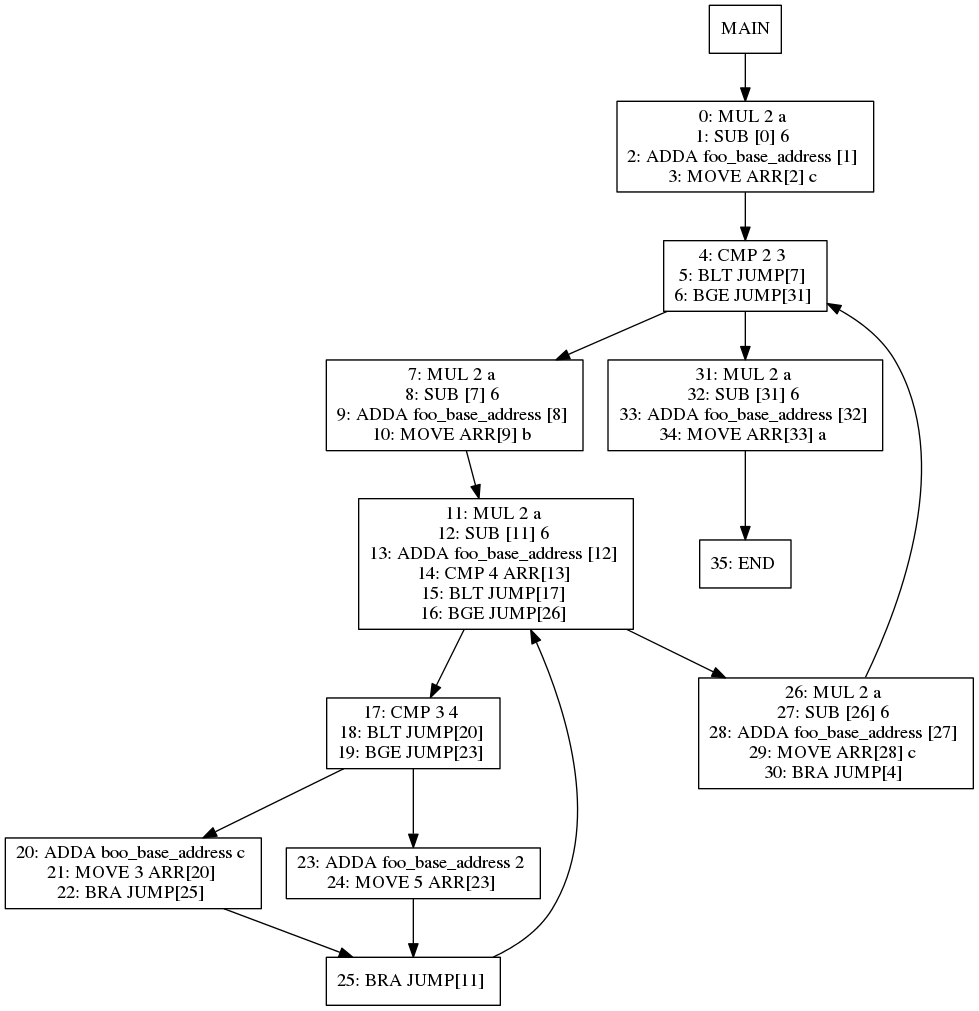 MAIN
0: MUL 2 a
1: SUB [0] 6
2: ADDA foo_base_address [1]
3: MOVE ARR[2] c
4: CMP 2 3
5: BLT JUMP[7]
6: BGE JUMP[31]
7: MUL 2 a
8: SUB [7] 6
9: ADDA foo_base_address [8]
10: MOVE ARR[9] b
31: MUL 2 a
32: SUB [31] 6
33: ADDA foo_base_address [32]
34: MOVE ARR[33] a
11: MUL 2 a
12: SUB [11] 6
13: ADDA foo_base_address [12]
14: CMP 4 ARR[13]
15: BLT JUMP[17]
16: BGE JUMP[26]
35: END
17: CMP 3 4
18: BLT JUMP[20]
19: BGE JUMP[23]
26: MUL 2 a
27: SUB [26] 6
28: ADDA foo_base_address [27]
29: MOVE ARR[28] c
30: BRA JUMP[4]
20: ADDA boo_base_address c
21: MOVE 3 ARR[20]
22: BRA JUMP[25]
23: ADDA foo_base_address 2
24: MOVE 5 ARR[23]
25: BRA JUMP[11]